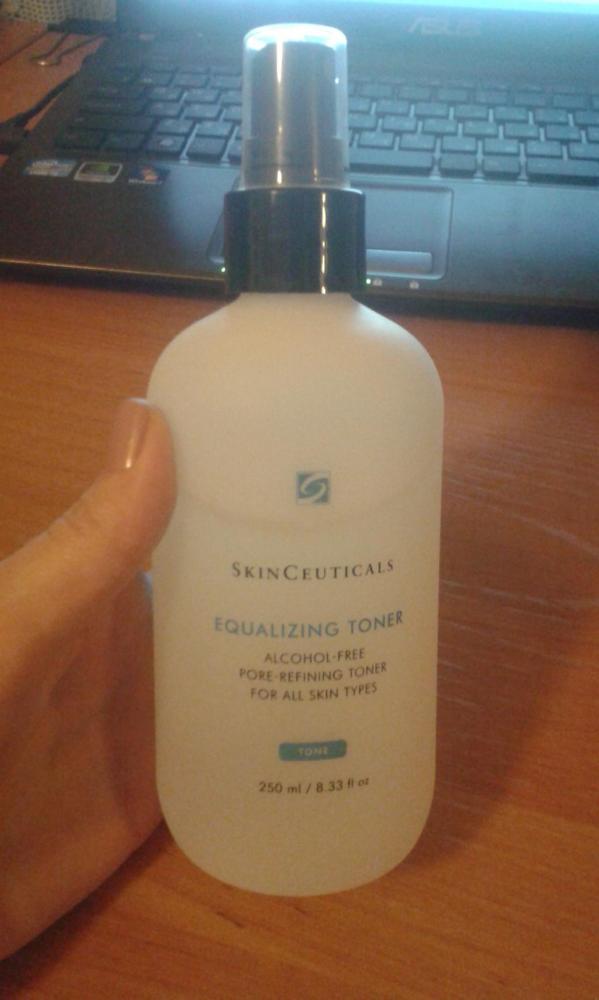 ASUS
SKINCEUTICALS
EQUALIZING TONER
ALCOHOL-FREE
PORE-REFINING TONER
FOR ALL SKIN TYPES
TONE
250 ml / 8.33 fl oz